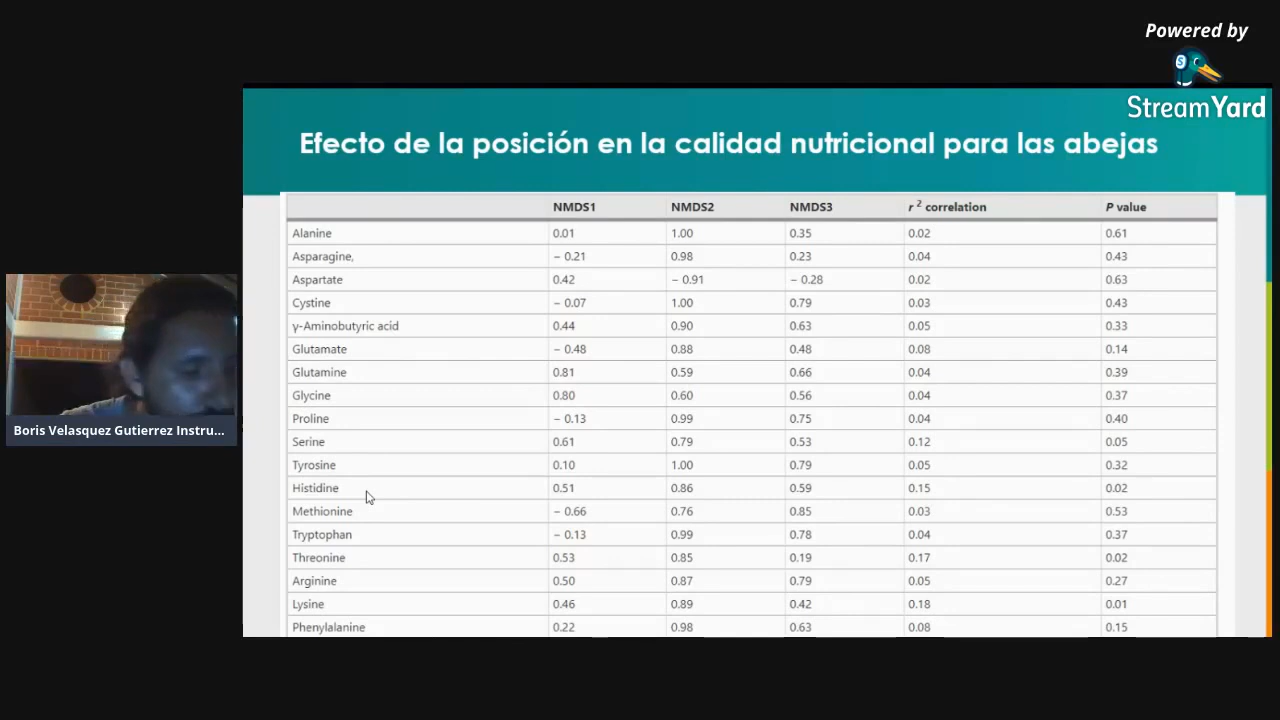 Powered by
StreamYard
Efecto de la posición en la calidad nutricional para las abejas
NMDS1 NMDS2 NMDS3 r 2 correlation P value
Alanine 0.01 1.00 0.35 0.02 0.61
Asparagine, − 0.21 0.98 0.23 0.04 0.43
Aspartate 0.42 − 0.91 − 0.28 0.02 0.63
Cystine − 0.07 1.00 0.79 0.03 0.43
γ-Aminobutyric acid 0.44 0.90 0.63 0.05 0.33
Glutamate − 0.48 0.88 0.48 0.08 0.14
Glutamine 0.81 0.59 0.66 0.04 0.39
Glycine 0.80 0.60 0.56 0.04 0.37
Proline − 0.13 0.99 0.75 0.04 0.40
Serine 0.61 0.79 0.53 0.12 0.05
Tyrosine 0.10 1.00 0.79 0.05 0.32
Histidine 0.51 0.86 0.59 0.15 0.02
Methionine − 0.66 0.76 0.85 0.03 0.53
Tryptophan − 0.13 0.99 0.78 0.04 0.37
Threonine 0.53 0.85 0.19 0.17 0.02
Arginine 0.50 0.87 0.79 0.05 0.27
Lysine 0.46 0.89 0.42 0.18 0.01
Phenylalanine 0.22 0.98 0.63 0.08 0.15
Boris Velasquez Gutierrez Instru...